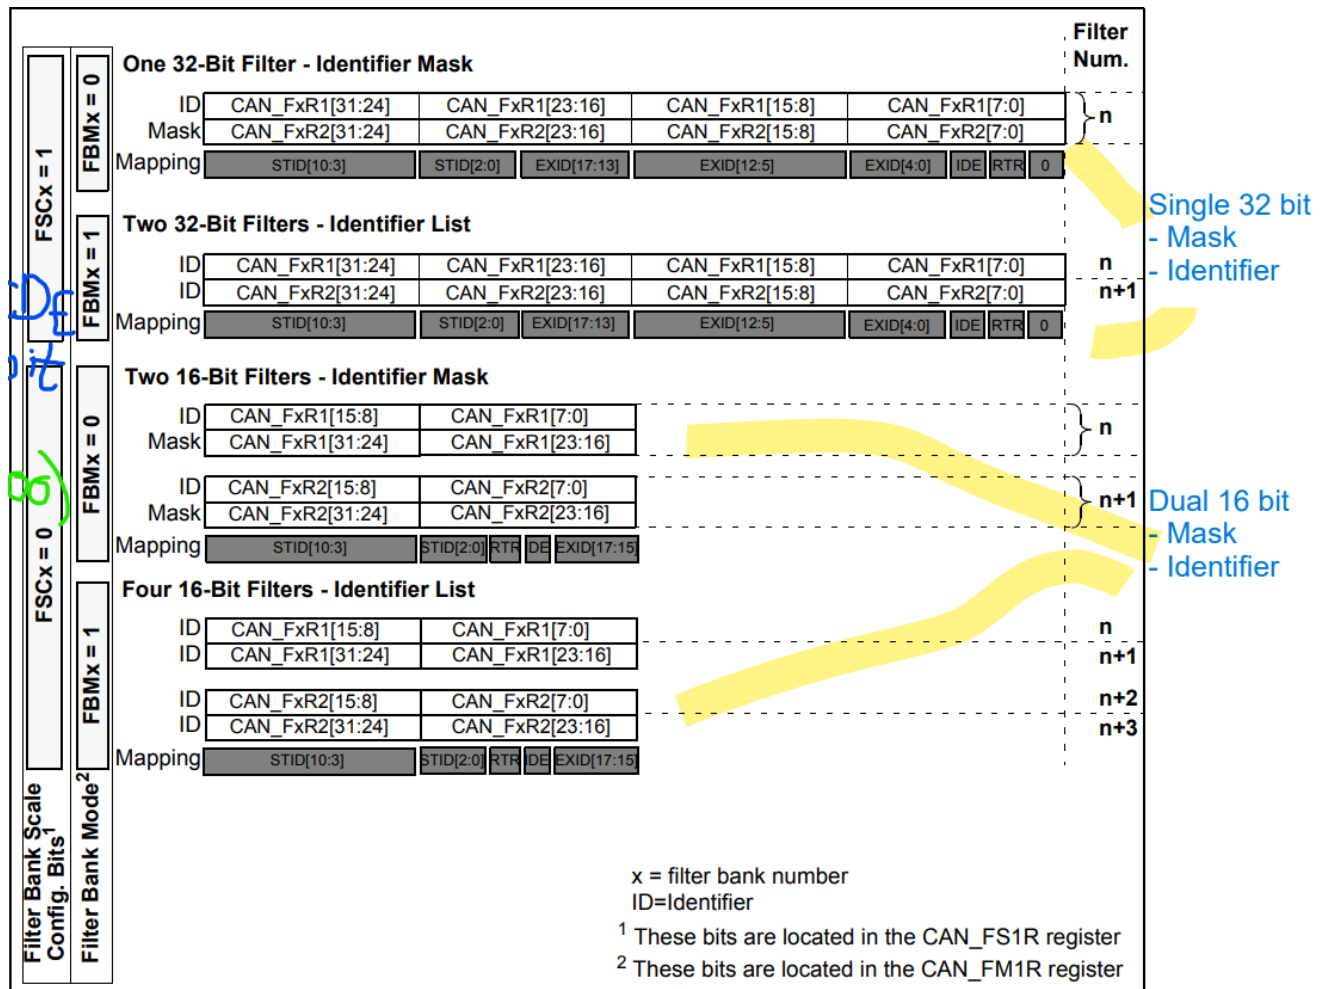 Filter
Num.
One 32-Bit Filter - Identifier Mask
ID CAN_FxR1[31:24] CAN_FxR1[23:16] CAN_FxR1[15:8] CAN_FxR1[7:0]
n
Mask CAN_FxR2[31:24] CAN_FxR2[23:16] CAN_FxR2[15:8] CAN_FxR2[7:0]
Mapping STID[10:3] STID[2:0] EXID[17:13] EXID[12:5] EXID[4:0] IDE RTR 0
FBMx = 0
FSCx = 1
Single 32 bit
- Mask
- Identifier
Two 32-Bit Filters - Identifier List
ID CAN_FxR1[31:24] CAN_FxR1[23:16] CAN_FxR1[15:8] CAN_FxR1[7:0] n
ID CAN_FxR2[31:24] CAN_FxR2[23:16] CAN_FxR2[15:8] CAN_FxR2[7:0] n+1
Mapping STID[10:3] STID[2:0] EXID[17:13] EXID[12:5] EXID[4:0] IDE RTR 0
FBMx = 1
Two 16-Bit Filters - Identifier Mask
ID CAN_FxR1[15:8] CAN_FxR1[7:0]
n
Mask CAN_FxR1[31:24] CAN_FxR1[23:16]
ID CAN_FxR2[15:8] CAN_FxR2[7:0]
n+1
Mask CAN_FxR2[31:24] CAN_FxR2[23:16]
Mapping STID[10:3] STID[2:0] RTR IDE EXID[17:15]
FBMx = 0
FSCx = 0
Dual 16 bit
- Mask
- Identifier
Four 16-Bit Filters - Identifier List
ID CAN_FxR1[15:8] CAN_FxR1[7:0] n
ID CAN_FxR1[31:24] CAN_FxR1[23:16] n+1
ID CAN_FxR2[15:8] CAN_FxR2[7:0] n+2
ID CAN_FxR2[31:24] CAN_FxR2[23:16] n+3
Mapping STID[10:3] STID[2:0] RTR IDE EXID[17:15]
FBMx = 1
Filter Bank Scale
Config. Bits1
Filter Bank Mode2
x = filter bank number
ID=Identifier
1 These bits are located in the CAN_FS1R register
2 These bits are located in the CAN_FM1R register